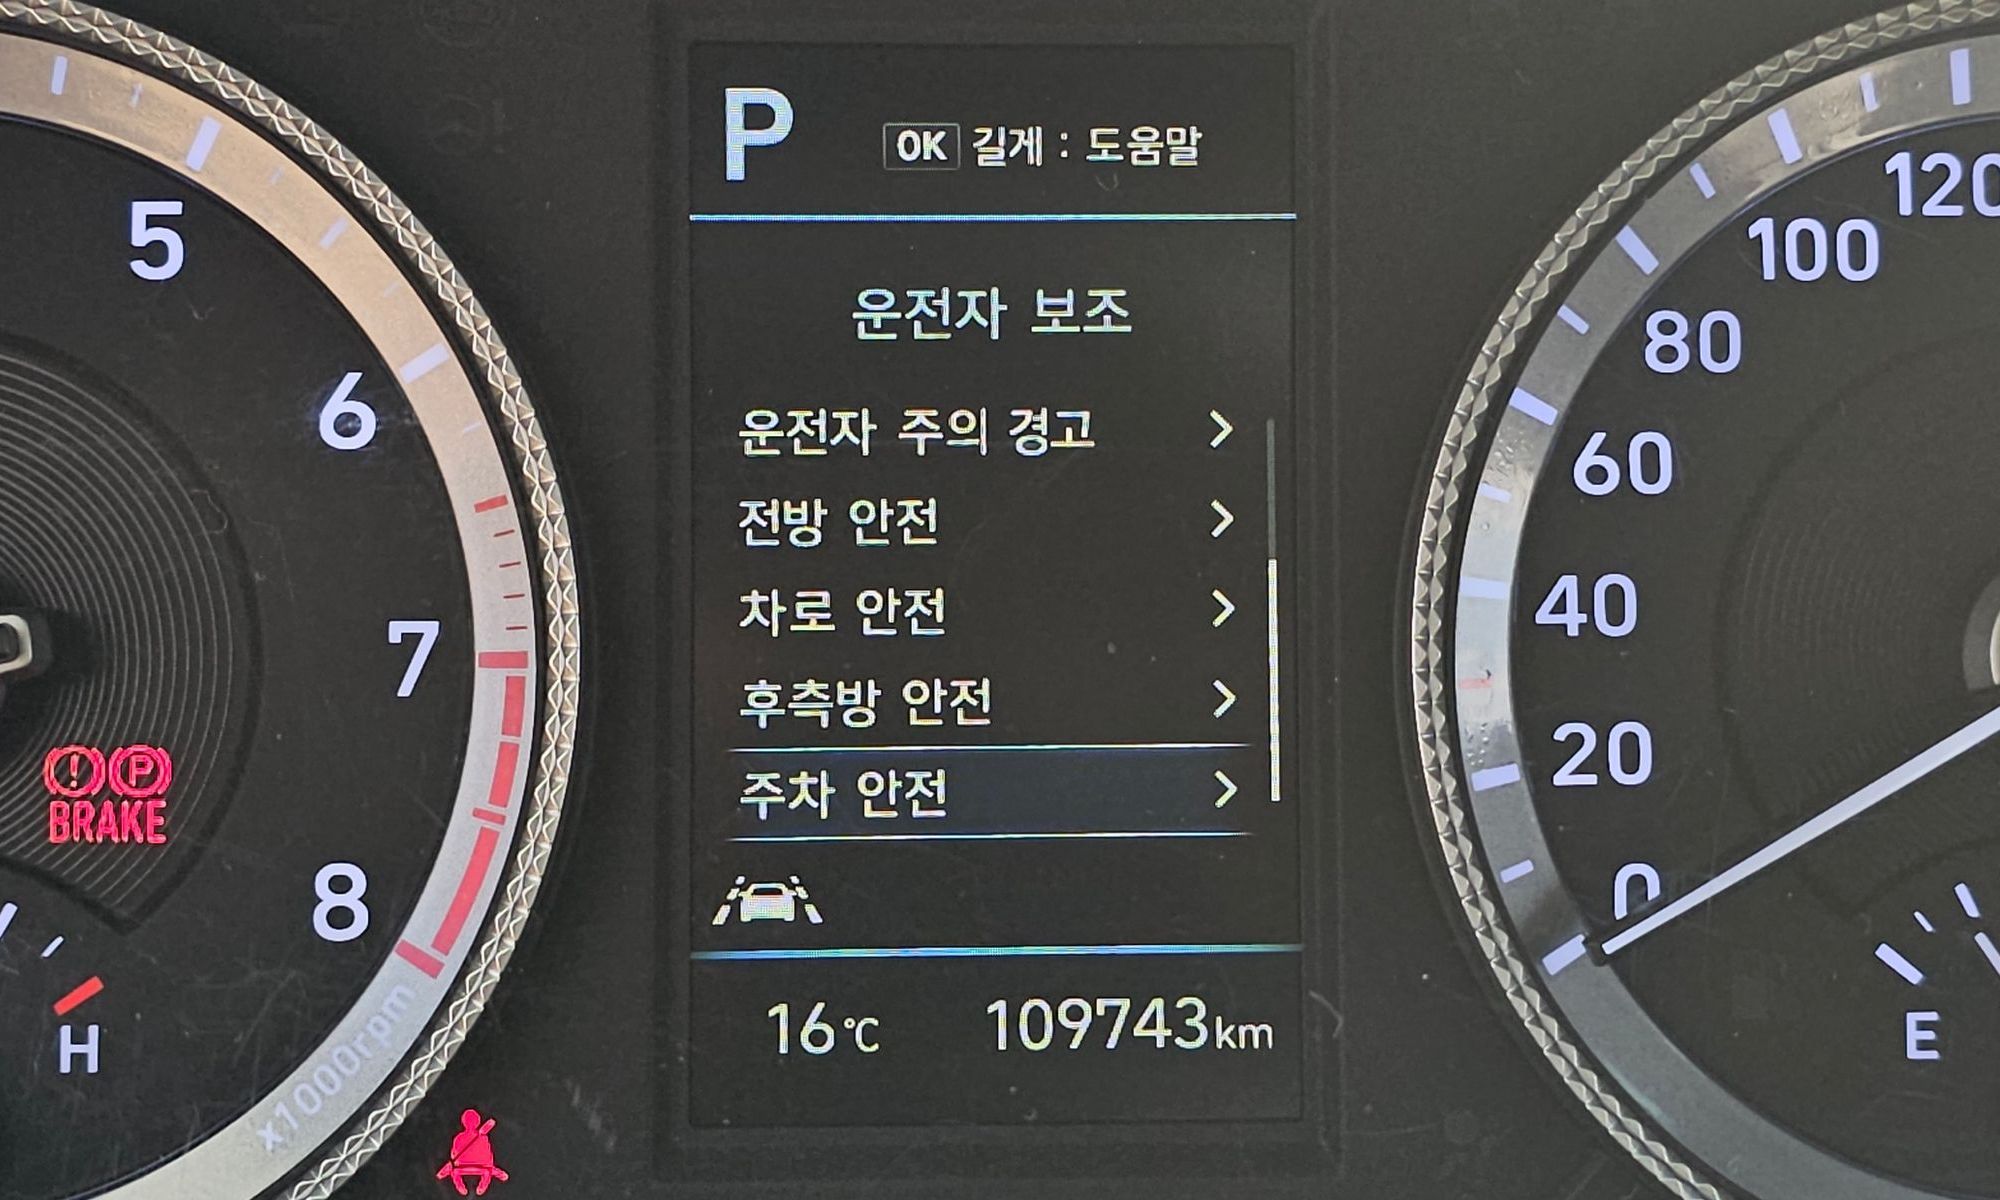 P
OK 길게 : 도움말
운전자 보조
운전자 주의 경고
전방 안전
차로 안전
후측방 안전
주차 안전
16°C 109743km
5
6
7
8
x1000rpm
H
BRAKE
P
120
100
80
60
40
20
0
E